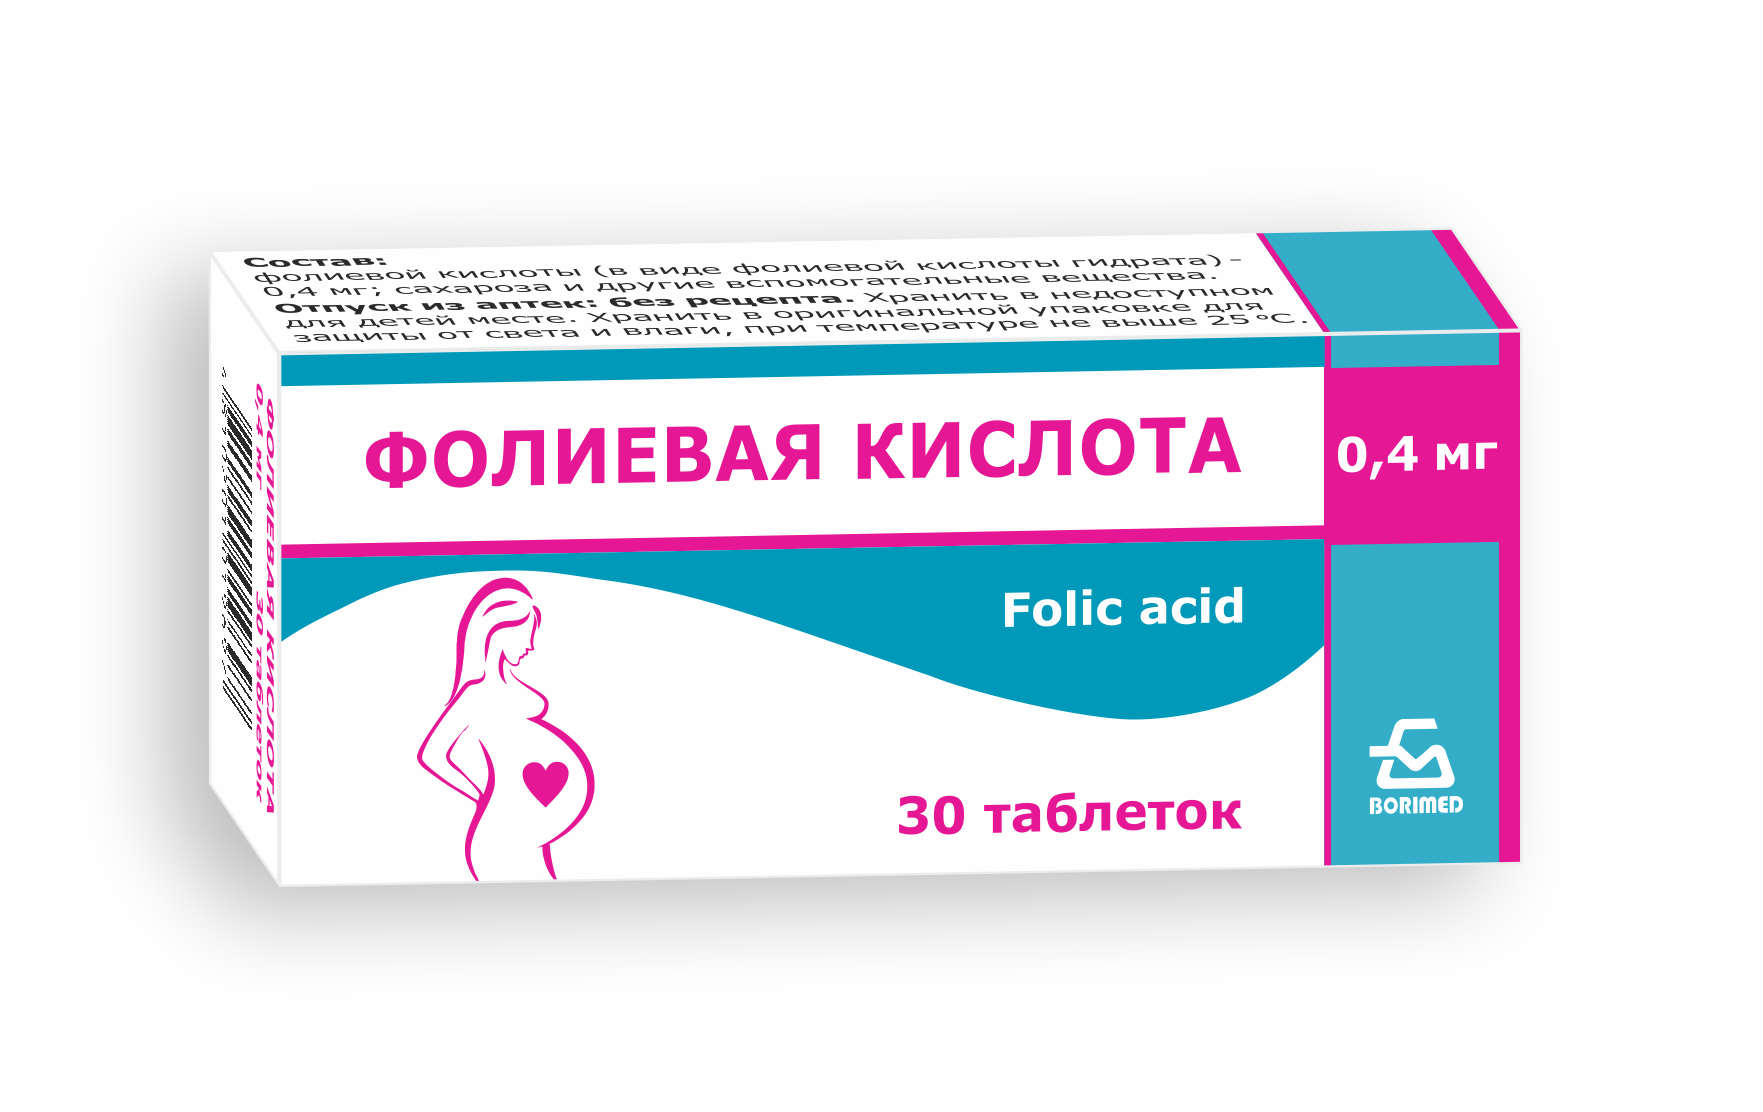 Состав:
фолиевой кислоты (в виде фолиевой кислоты гидрата) –
0,4 мг; сахароза и другие вспомогательные вещества.
Отпуск из аптек: без рецепта. Хранить в недоступном
для детей месте. Хранить в оригинальной упаковке для
защиты от света и влаги, при температуре не выше 25 °С.
ФОЛИЕВАЯ КИСЛОТА
0,4 мг
Folic acid
30 таблеток
BORIMED
ФОЛИЕВАЯ КИСЛОТА
0,4 мг 30 таблеток